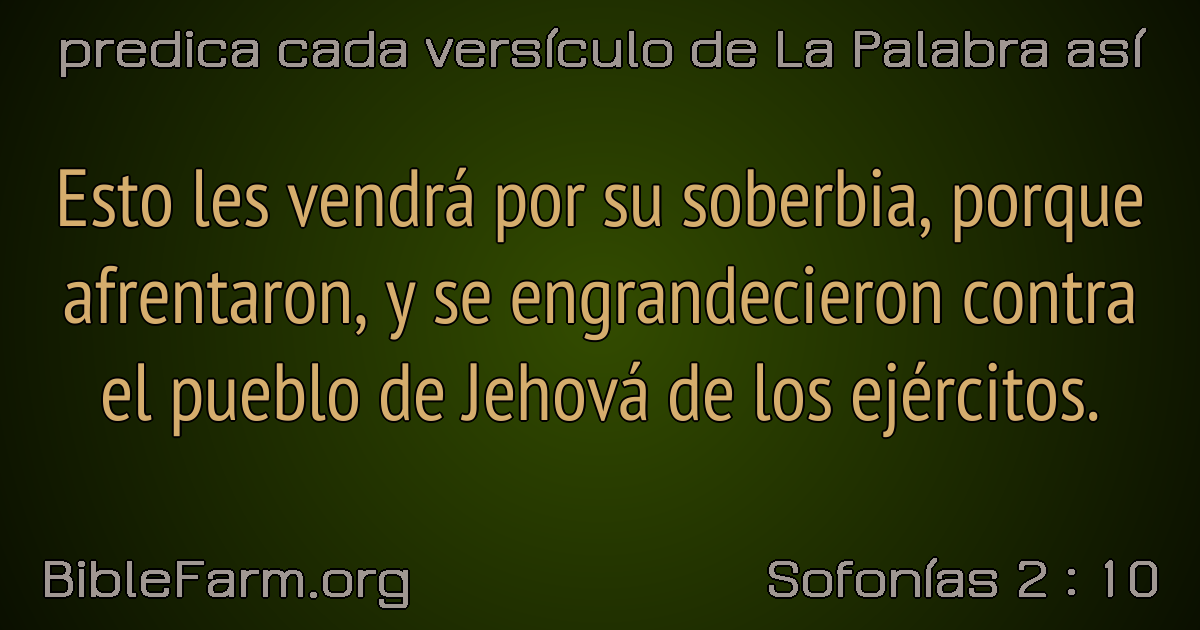 predica cada versículo de La Palabra así
Esto les vendrá por su soberbia, porque
afrentaron, y se engrandecieron contra
el pueblo de Jehová de los ejércitos.
BibleFarm.org
Sofonías 2 : 10